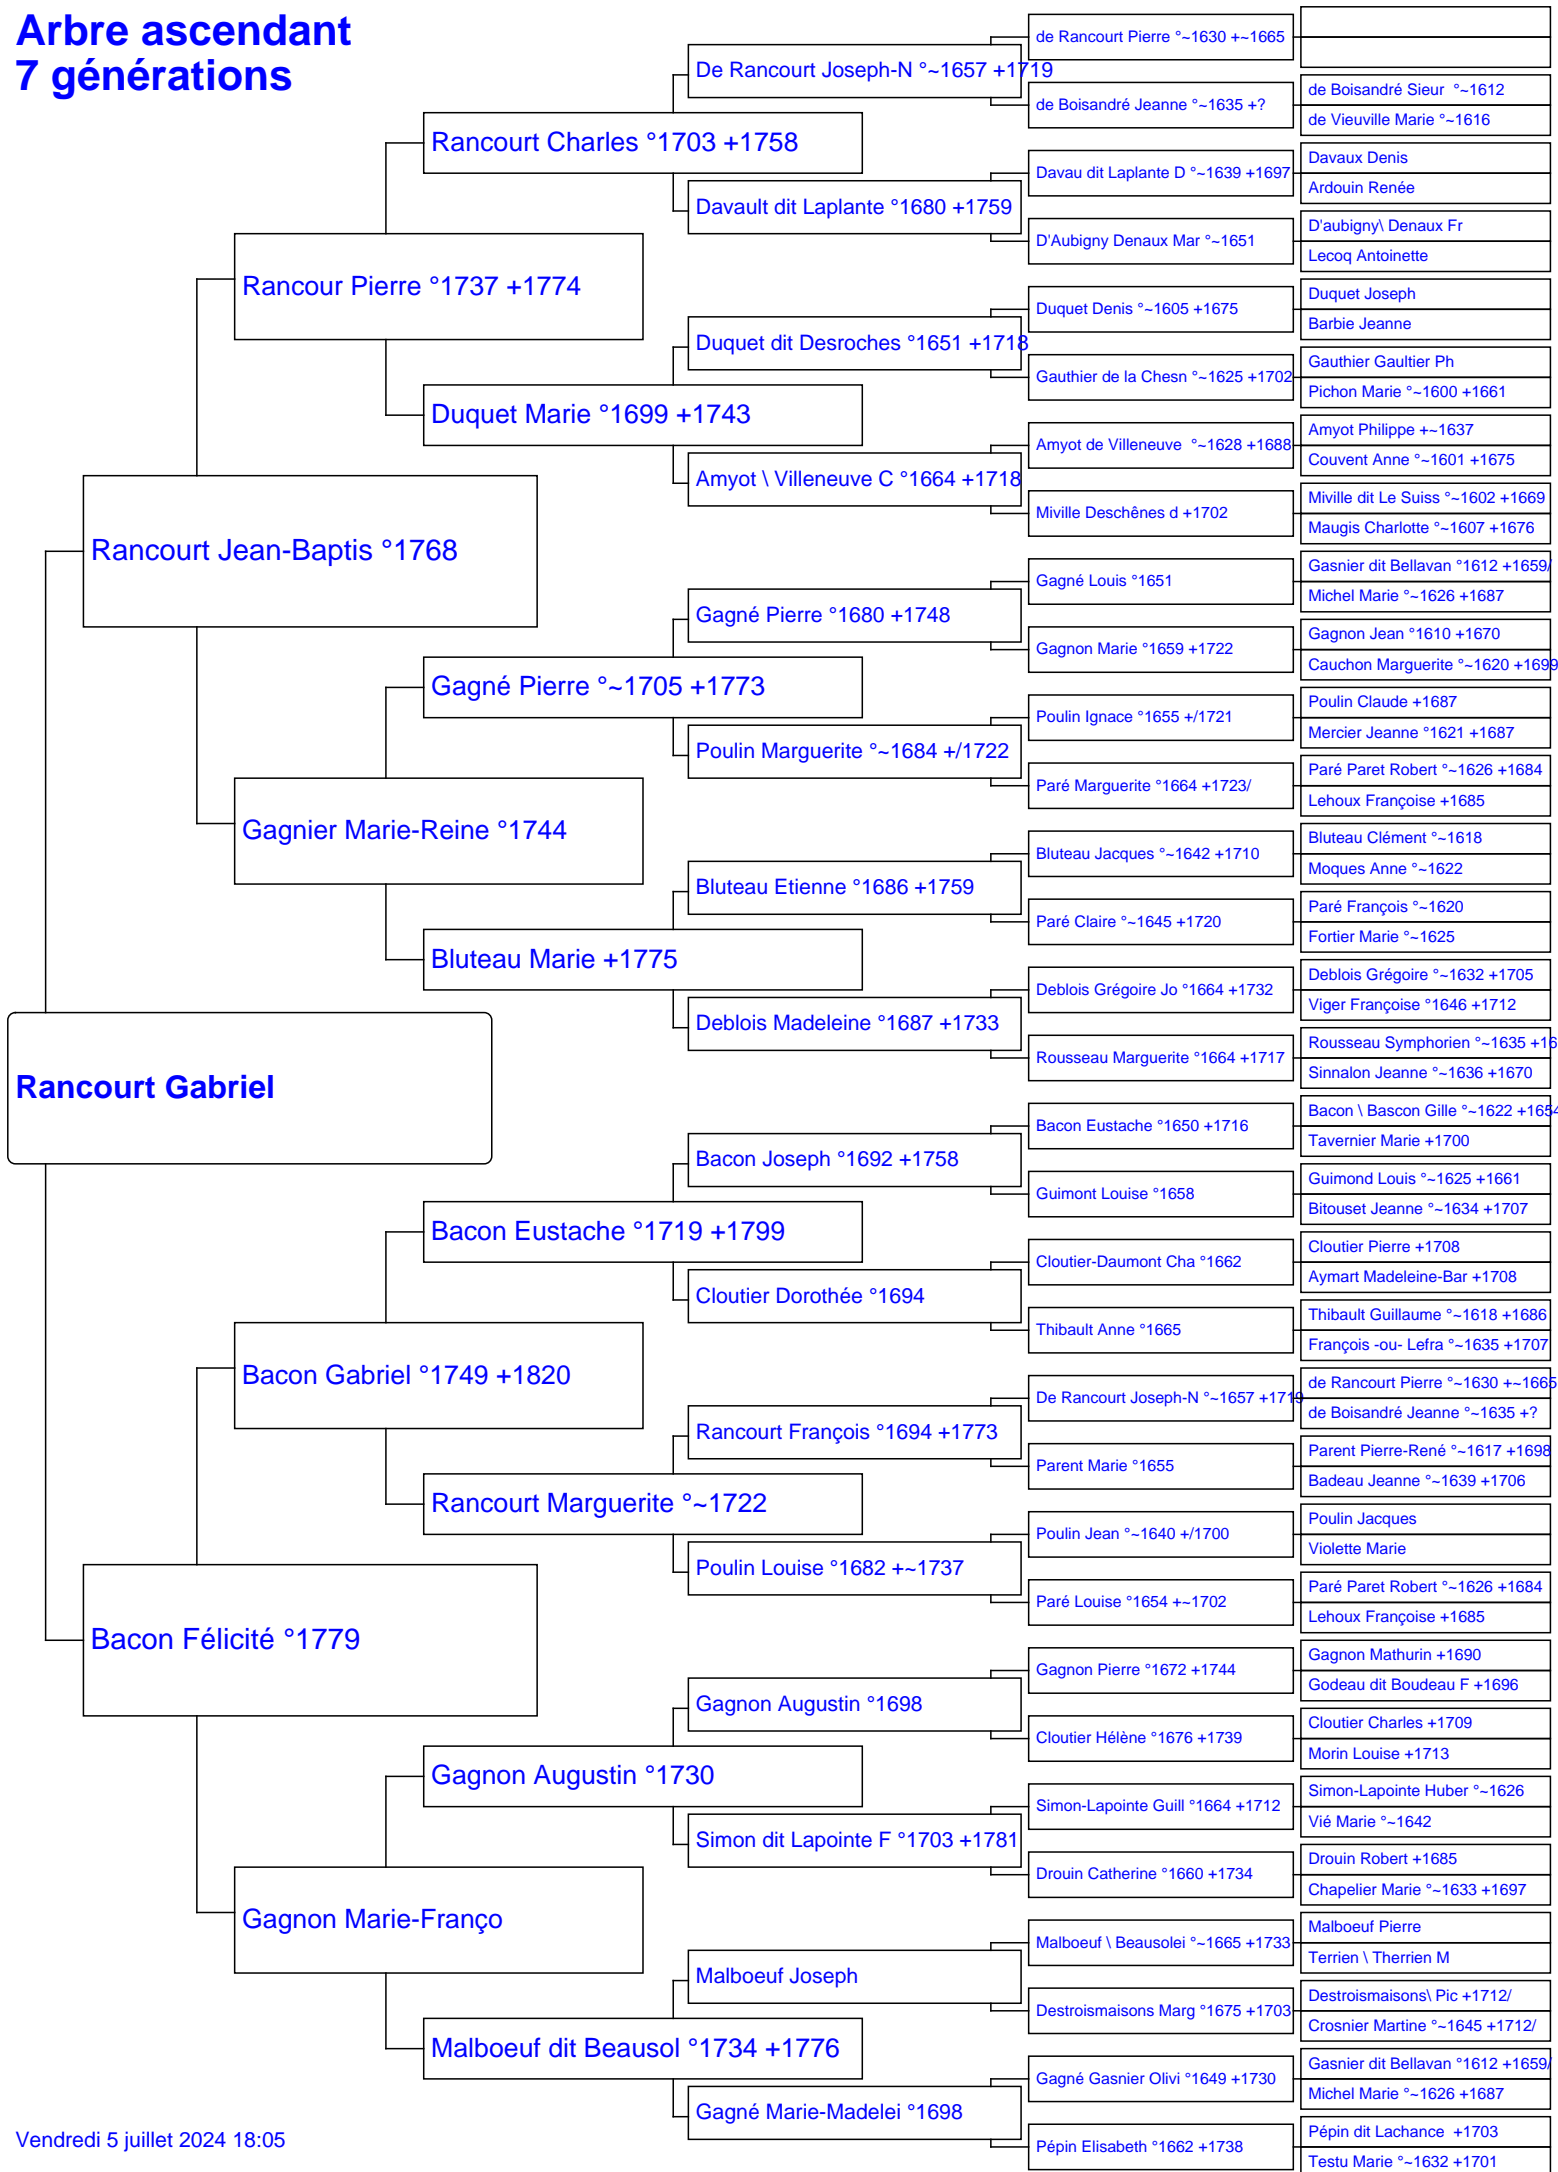 Arbre ascendant
7 générations
Rancourt Gabriel
Rancourt Jean-Baptis °1768
Bacon Félicité °1779
Rancour Pierre °1737 +1774
Gagnier Marie-Reine °1744
Bacon Gabriel °1749 +1820
Gagnon Marie-Franço
Rancourt Charles °1703 +1758
Duquet Marie °1699 +1743
Gagné Pierre °~1705 +1773
Bluteau Marie +1775
Bacon Eustache °1719 +1799
Rancourt Marguerite °~1722
Gagnon Augustin °1730
Malboeuf dit Beausol °1734 +1776
De Rancourt Joseph-N °~1657 +1719
Davault dit Laplante °1680 +1759
Duquet dit Desroches °1651 +1718
Amyot \ Villeneuve C °1664 +1718
Gagné Pierre °1680 +1748
Poulin Marguerite °~1684 +/1722
Bluteau Etienne °1686 +1759
Deblois Madeleine °1687 +1733
Bacon Joseph °1692 +1758
Cloutier Dorothée °1694
Rancourt François °1694 +1773
Poulin Louise °1682 +~1737
Gagnon Augustin °1698
Simon dit Lapointe F °1703 +1781
Malboeuf Joseph
Gagné Marie-Madelei °1698
de Rancourt Pierre °~1630 +~1665
de Boisandré Jeanne °~1635 +?
Davau dit Laplante D °~1639 +1697
D'Aubigny Denaux Mar °~1651
Duquet Denis °~1605 +1675
Gauthier de la Chesn °~1625 +1702
Amyot de Villeneuve  °~1628 +1688
Miville Deschênes d +1702
Gagné Louis °1651
Gagnon Marie °1659 +1722
Poulin Ignace °1655 +/1721
Paré Marguerite °1664 +1723/
Bluteau Jacques °~1642 +1710
Paré Claire °~1645 +1720
Deblois Grégoire Jo °1664 +1732
Rousseau Marguerite °1664 +1717
Bacon Eustache °1650 +1716
Guimont Louise °1658
Cloutier-Daumont Cha °1662
Thibault Anne °1665
De Rancourt Joseph-N °~1657 +1719
Parent Marie °1655
Poulin Jean °~1640 +/1700
Paré Louise °1654 +~1702
Gagnon Pierre °1672 +1744
Cloutier Hélène °1676 +1739
Simon-Lapointe Guill °1664 +1712
Drouin Catherine °1660 +1734
Malboeuf \ Beausolei °~1665 +1733
Destroismaisons Marg °1675 +1703
Gagné Gasnier Olivi °1649 +1730
Pépin Elisabeth °1662 +1738
de Boisandré Sieur  °~1612
de Vieuville Marie °~1616
Davaux Denis
Ardouin Renée
D'aubigny\ Denaux Fr
Lecoq Antoinette
Duquet Joseph
Barbie Jeanne
Gauthier Gaultier Ph
Pichon Marie °~1600 +1661
Amyot Philippe +~1637
Couvent Anne °~1601 +1675
Miville dit Le Suiss °~1602 +1669
Maugis Charlotte °~1607 +1676
Gasnier dit Bellavan °1612 +1659/
Michel Marie °~1626 +1687
Gagnon Jean °1610 +1670
Cauchon Marguerite °~1620 +1699
Poulin Claude +1687
Mercier Jeanne °1621 +1687
Paré Paret Robert °~1626 +1684
Lehoux Françoise +1685
Bluteau Clément °~1618
Moques Anne °~1622
Paré François °~1620
Fortier Marie °~1625
Deblois Grégoire °~1632 +1705
Viger Françoise °1646 +1712
Rousseau Symphorien °~1635 +16
Sinnalon Jeanne °~1636 +1670
Bacon \ Bascon Gille °~1622 +1654
Tavernier Marie +1700
Guimond Louis °~1625 +1661
Bitouset Jeanne °~1634 +1707
Cloutier Pierre +1708
Aymart Madeleine-Bar +1708
Thibault Guillaume °~1618 +1686
François -ou- Lefra °~1635 +1707
de Rancourt Pierre °~1630 +~1665
de Boisandré Jeanne °~1635 +?
Parent Pierre-René °~1617 +1698
Badeau Jeanne °~1639 +1706
Poulin Jacques
Violette Marie
Paré Paret Robert °~1626 +1684
Lehoux Françoise +1685
Gagnon Mathurin +1690
Godeau dit Boudeau F +1696
Cloutier Charles +1709
Morin Louise +1713
Simon-Lapointe Huber °~1626
Vié Marie °~1642
Drouin Robert +1685
Chapelier Marie °~1633 +1697
Malboeuf Pierre
Terrien \ Therrien M
Destroismaisons\ Pic +1712/
Crosnier Martine °~1645 +1712/
Gasnier dit Bellavan °1612 +1659/
Michel Marie °~1626 +1687
Pépin dit Lachance  +1703
Testu Marie °~1632 +1701
Vendredi 5 juillet 2024 18:05